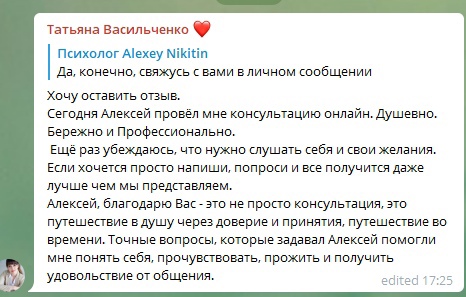 Татьяна Васильченко ❤️
Психолог Alexey Nikitin
Да, конечно, свяжусь с вами в личном сообщении
Хочу оставить отзыв.
Сегодня Алексей провёл мне консультацию онлайн. Душевно.
Бережно и Профессионально.
Ещё раз убеждаюсь, что нужно слушать себя и свои желания.
Если хочется просто напиши, попроси и все получится даже
лучше чем мы представляем.
Алексей, благодарю Вас - это не просто консультация, это
путешествие в душу через доверие и принятия, путешествие во
времени. Точные вопросы, которые задавал Алексей помогли
мне понять себя, прочувствовать, прожить и получить
удовольствие от общения.
edited 17:25